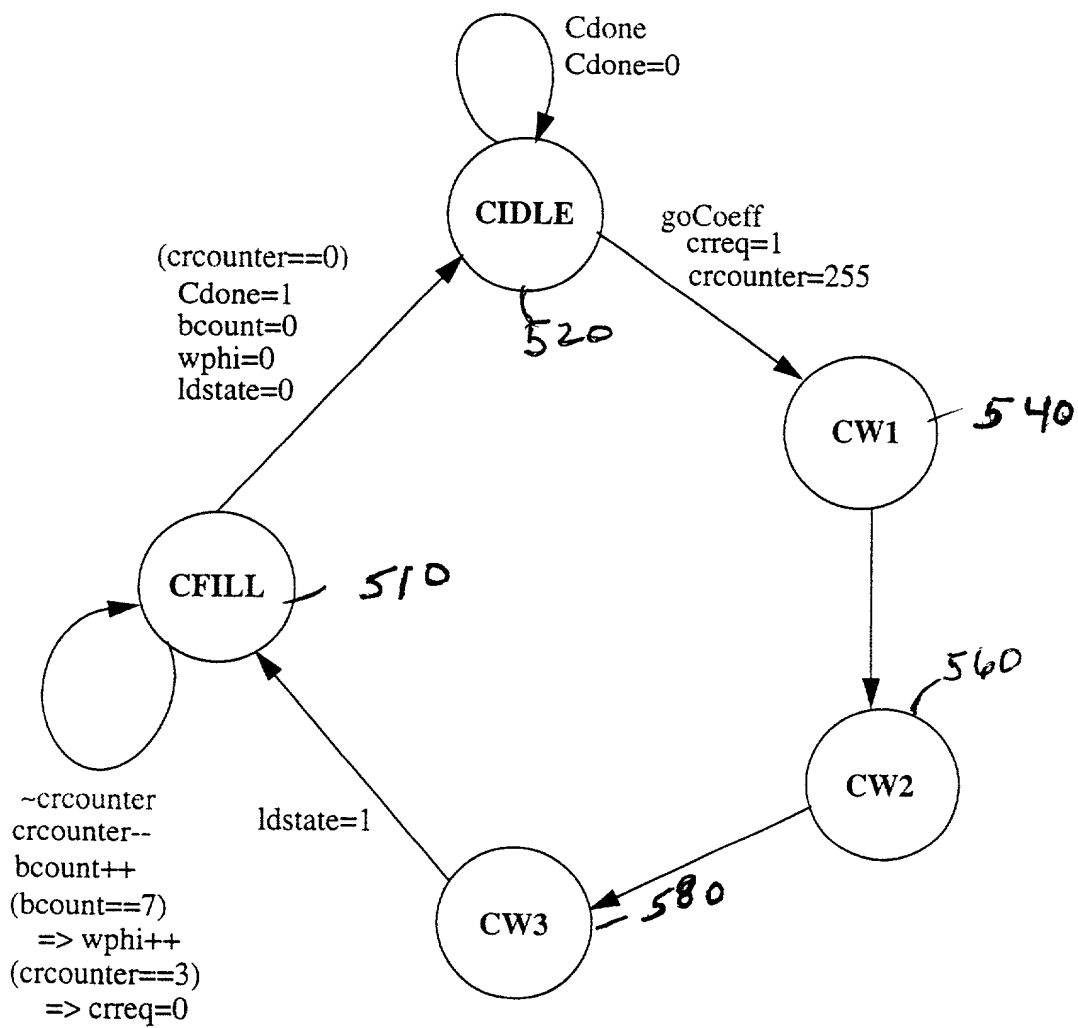 Cdone
Cdone=0
CIDLE
520
goCoeff
crreq=1
crcounter=255
(crcounter==0)
Cdone=1
bcount=0
wphi=0
ldstate=0
CW1
540
CFILL
510
560
CW2
~crcounter
crcounter--
bcount++
(bcount==7)
=> wphi++
(crcounter==3)
=> crreq=0
ldstate=1
CW3
580